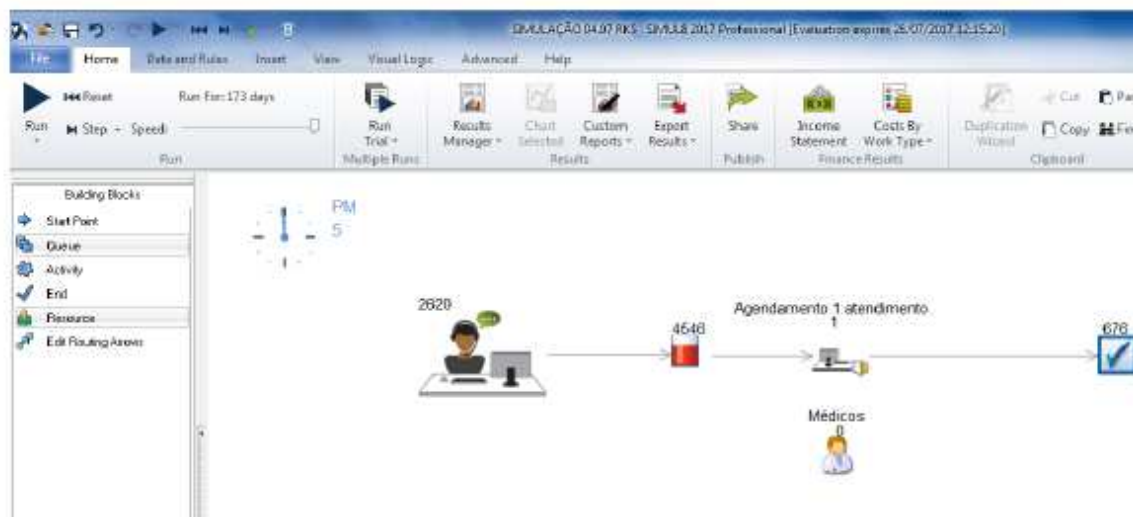 SIMULAÇÃO 04.07 RKS - SIMUL8 2017 Professional [Evaluation expires 26/07/2017 12:15:20]
File Home Data and Rules Insert View Visual Logic Advanced Help
Reset Run For: 173 days
Run Step Speed:
Run Trial
Results Manager
Chart Selected
Custom Reports
Export Results
Share
Income Statement
Costs By Work Type
Duplication Wizard
Cut
Copy
Run Multiple Runs Results Publish Finance Results Clipboard
Building Blocks
Start Point
Queue
Activity
End
Resource
Edit Routing Arrows
PM
5
2620
4546
Agendamento 1 atendimento
1
676
Médicos
0